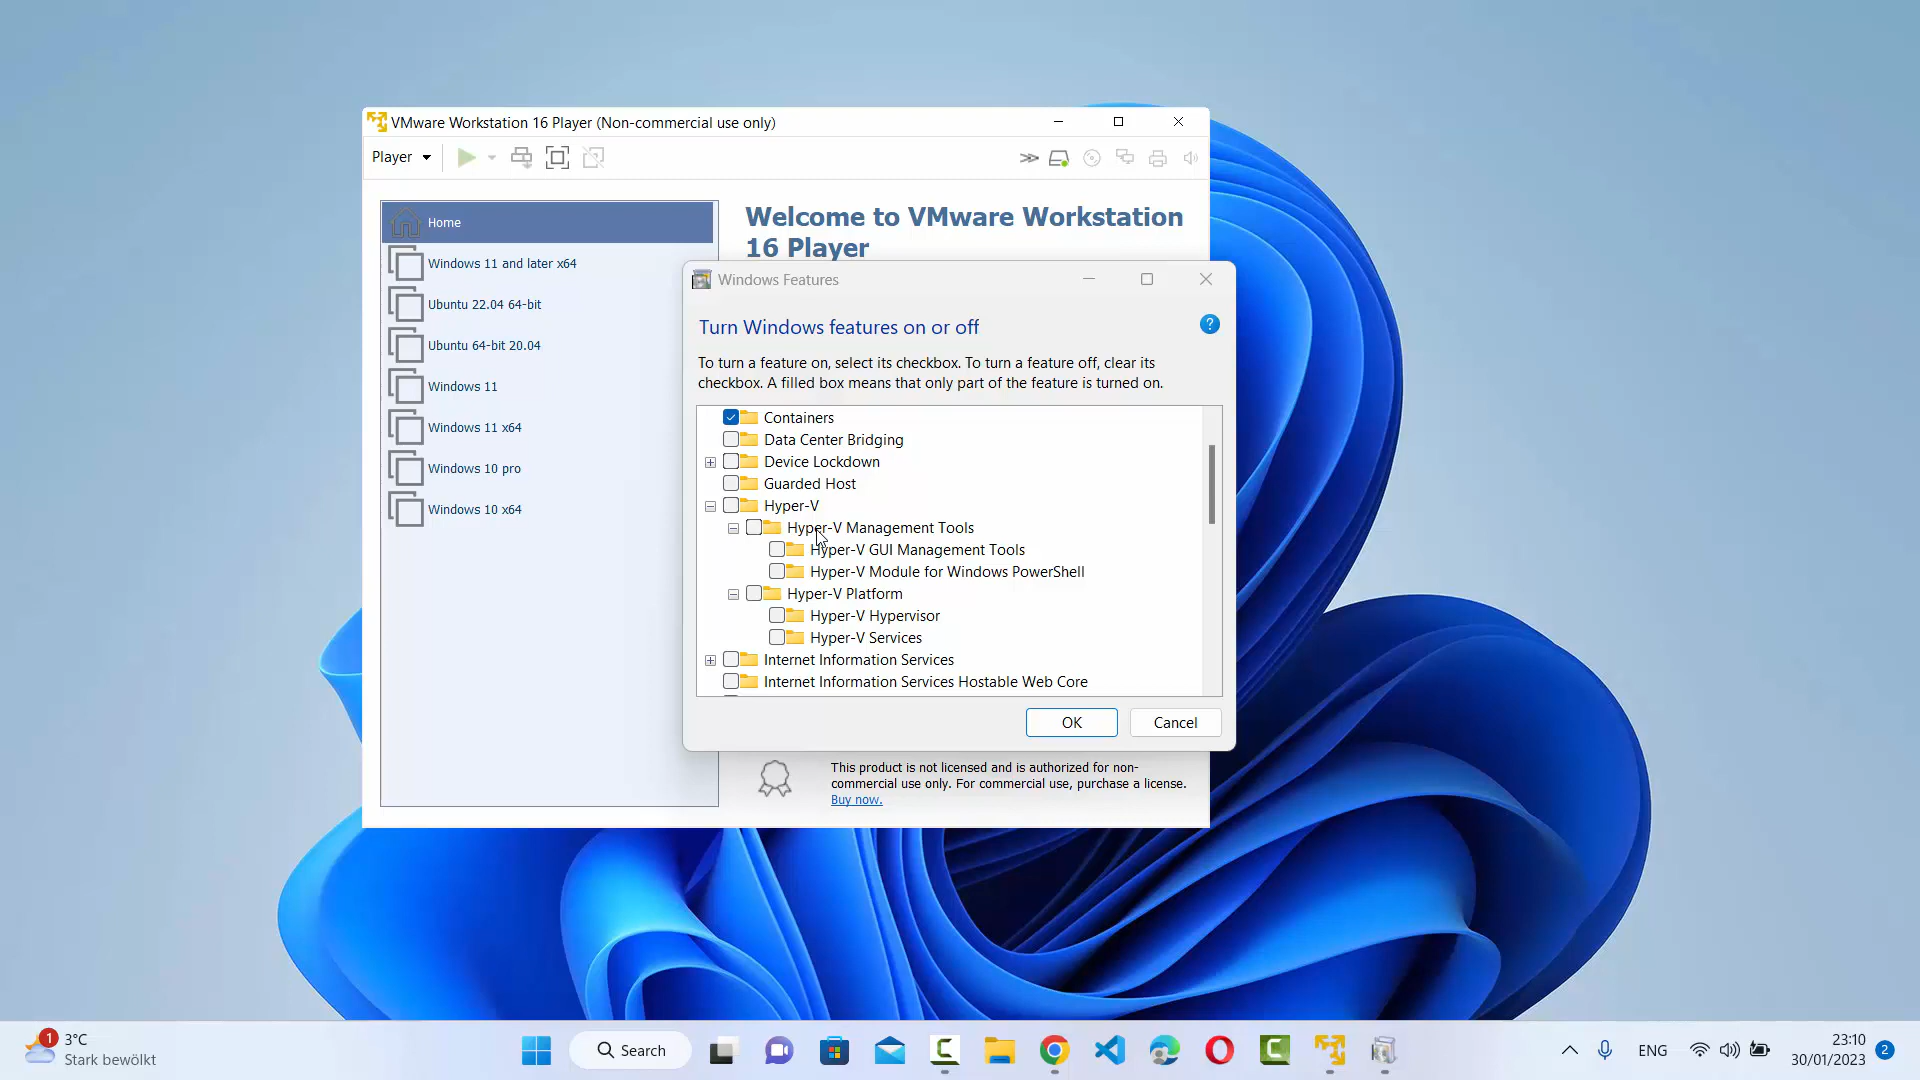 VMware Workstation 16 Player (Non-commercial use only)
Player
Home
Windows 11 and later x64
Ubuntu 22.04 64-bit
Ubuntu 64-bit 20.04
Windows 11
Windows 11 x64
Windows 10 pro
Windows 10 x64
Welcome to VMware Workstation
16 Player
Windows Features
Turn Windows features on or off
To turn a feature on, select its checkbox. To turn a feature off, clear its
checkbox. A filled box means that only part of the feature is turned on.
Containers
Data Center Bridging
Device Lockdown
Guarded Host
Hyper-V
Hyper-V Management Tools
Hyper-V GUI Management Tools
Hyper-V Module for Windows PowerShell
Hyper-V Platform
Hyper-V Hypervisor
Hyper-V Services
Internet Information Services
Internet Information Services Hostable Web Core
OK
Cancel
This product is not licensed and is authorized for non-
commercial use only. For commercial use, purchase a license.
Buy now.
1
3°C
Stark bewölkt
Search
ENG
23:10
30/01/2023
2